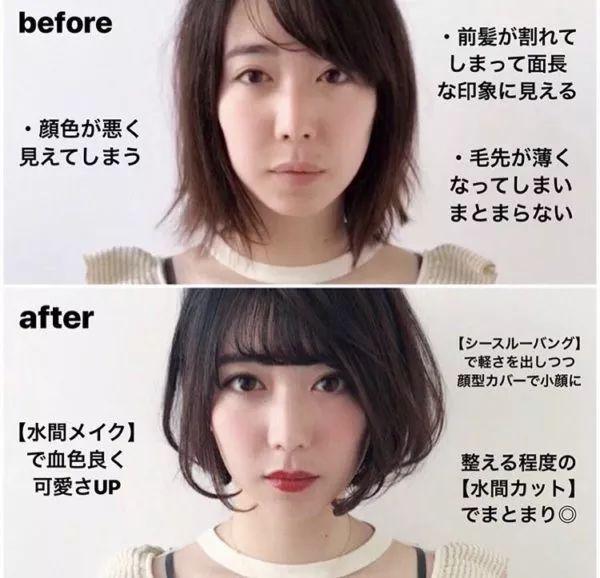 before
・前髪が割れて
しまって面長
な印象に見える
・顔色が悪く
見えてしまう
・毛先が薄く
なってしまい
まとまらない
after
【シースルーバング】
で軽さを出しつつ
顔型カバーで小顔に
【水間メイク】
で血色良く
可愛さUP
整える程度の
【水間カット】
でまとまり◎